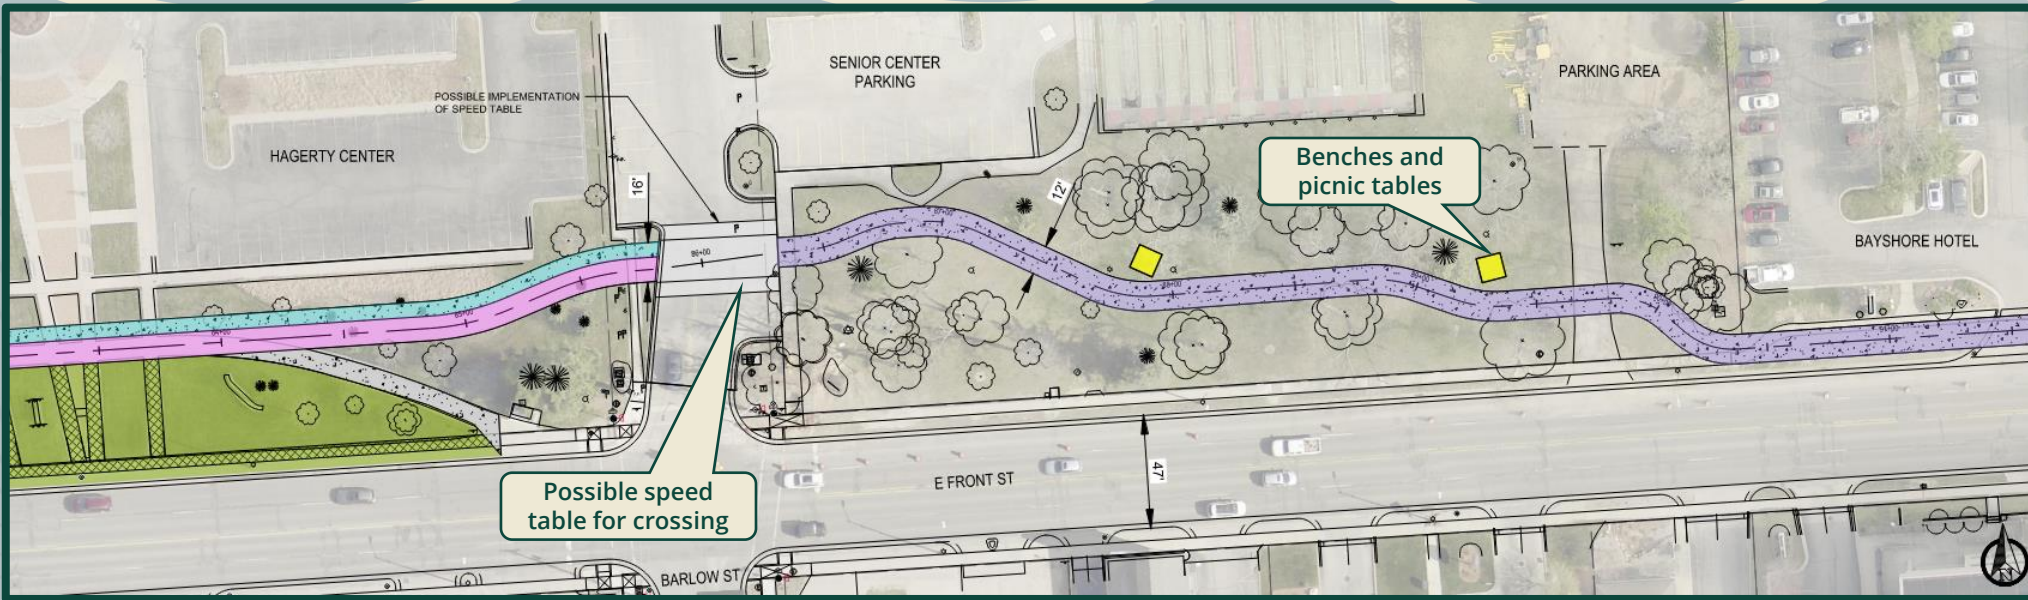 SENIOR CENTER
PARKING
PARKING AREA
POSSIBLE IMPLEMENTATION
OF SPEED TABLE
HAGERTY CENTER
Benches and
picnic tables
16'
12'
BAYSHORE HOTEL
Possible speed
table for crossing
E FRONT ST
47'
BARLOW ST
N